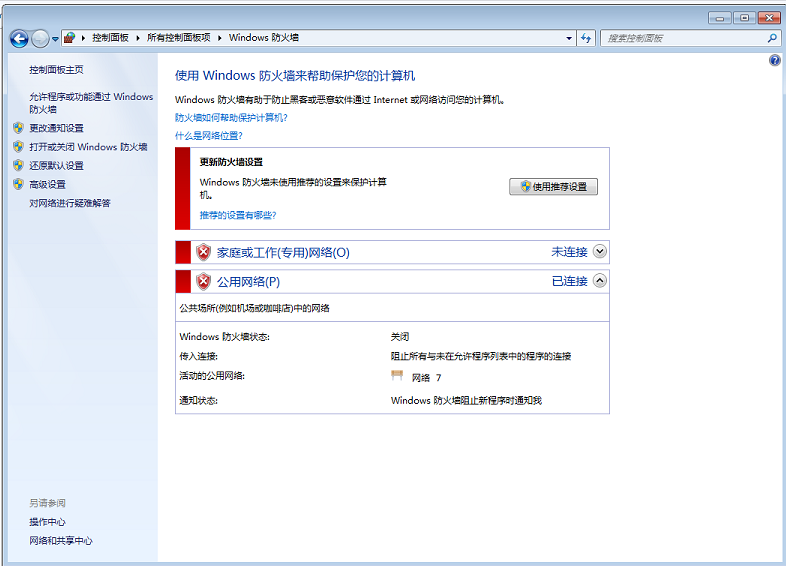 控制面板 ▸ 所有控制面板项 ▸ Windows 防火墙
搜索控制面板
控制面板主页
允许程序或功能通过 Windows
防火墙
更改通知设置
打开或关闭 Windows 防火墙
还原默认设置
高级设置
对网络进行疑难解答
另请参阅
操作中心
网络和共享中心
使用 Windows 防火墙来帮助保护您的计算机
Windows 防火墙有助于防止黑客或恶意软件通过 Internet 或网络访问您的计算机。
防火墙如何帮助保护计算机?
什么是网络位置?
更新防火墙设置
Windows 防火墙未使用推荐的设置来保护计算
机。
使用推荐设置
推荐的设置有哪些?
家庭或工作(专用)网络(O) 未连接
公用网络(P) 已连接
公共场所(例如机场或咖啡店)中的网络
Windows 防火墙状态: 关闭
传入连接: 阻止所有与未在允许程序列表中的程序的连接
活动的公用网络: 网络 7
通知状态: Windows 防火墙阻止新程序时通知我